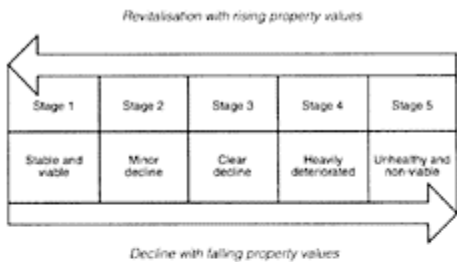 Revitalisation with rising property values
Stage 1 Stage 2 Stage 3 Stage 4 Stage 5
Stable and viable
Minor decline
Clear decline
Heavily deteriorated
Unhealthy and non-viable
Decline with falling property values